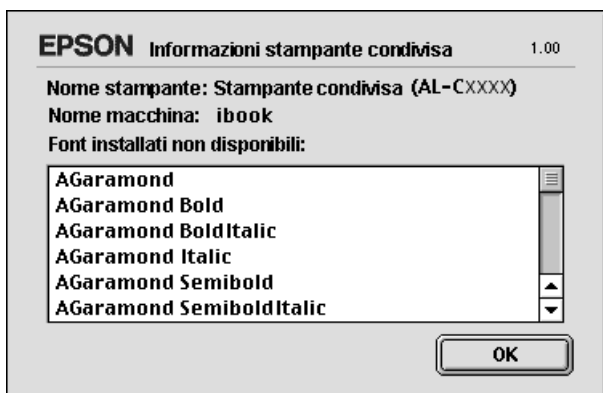 EPSON Informazioni stampante condivisa 1.00
Nome stampante: Stampante condivisa (AL-CXXXX)
Nome macchina: ibook
Font installati non disponibili:
AGaramond
AGaramond Bold
AGaramond BoldItalic
AGaramond Italic
AGaramond Semibold
AGaramond SemiboldItalic
OK